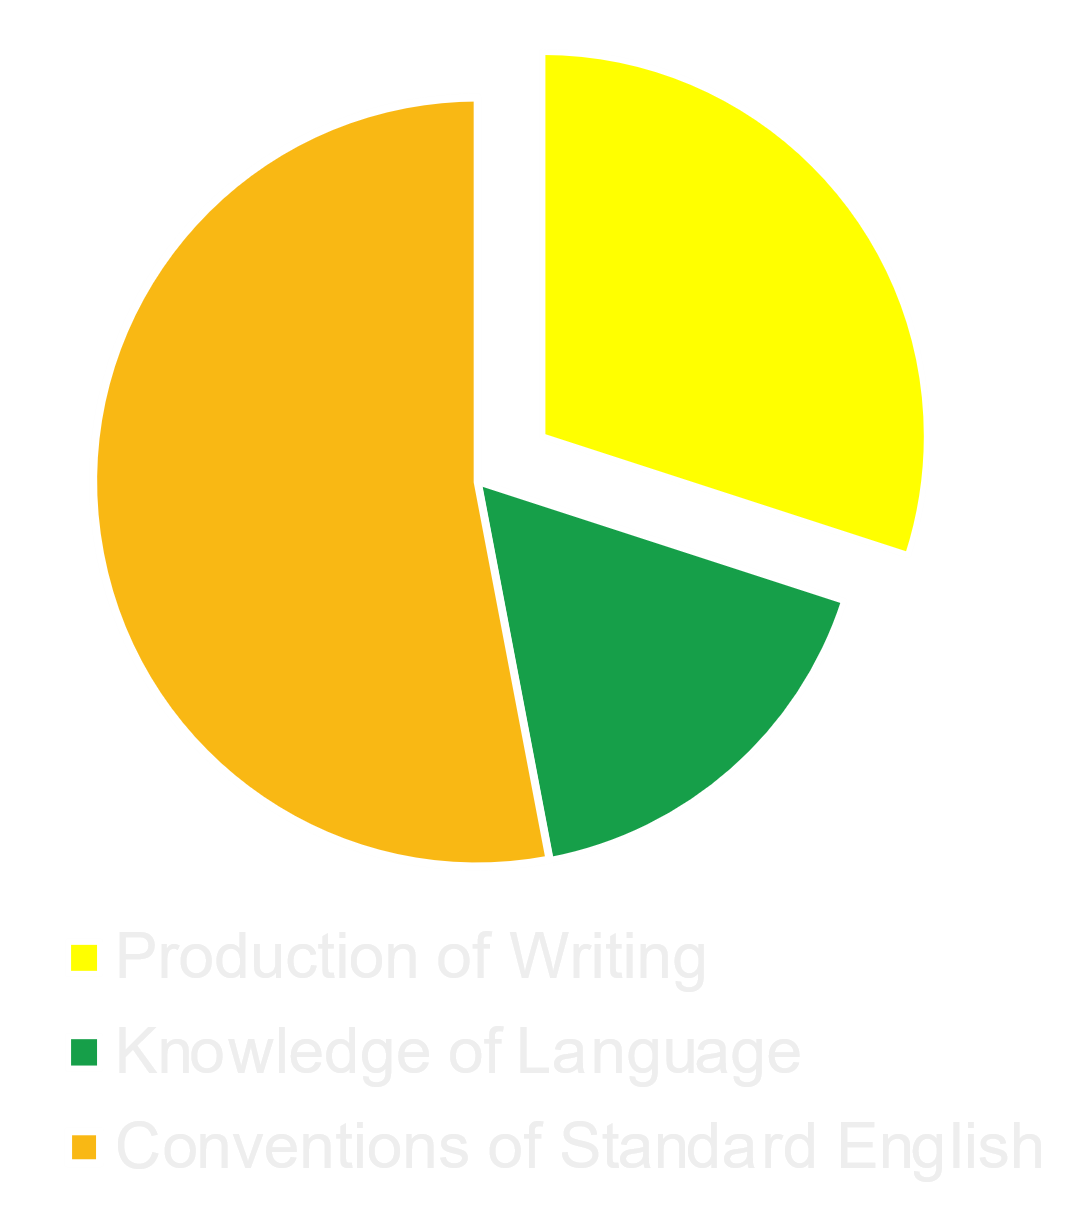 Production of Writing
Knowledge of Language
Conventions of Standard English